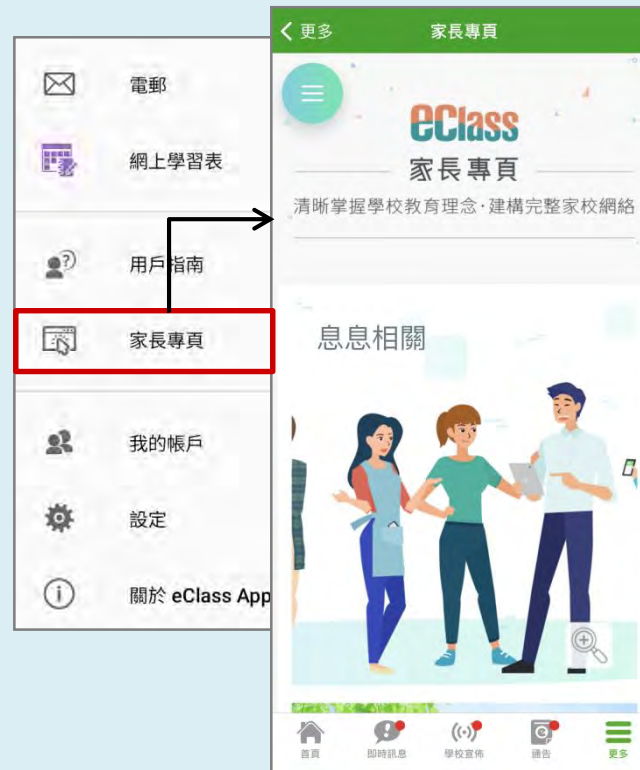 電郵
網上學習表
用戶指南
家長專頁
我的帳戶
設定
關於 eClass App
更多
家長專頁
eClass
家長專頁
清晰掌握學校教育理念·建構完整家校網絡
息息相關
首頁
即時訊息
學校宣佈
通告
更多